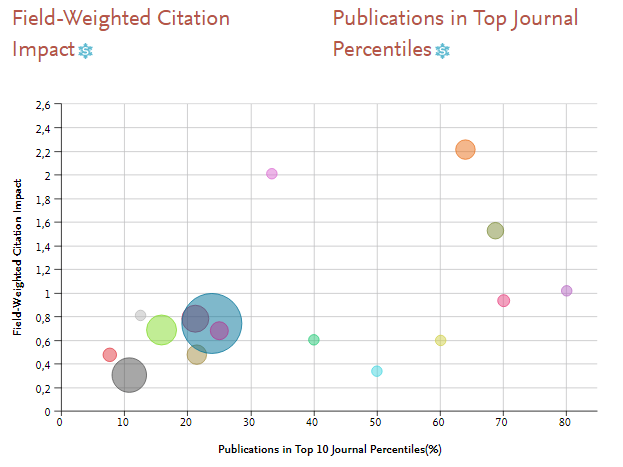 Field-Weighted Citation
Impact
Publications in Top Journal
Percentiles
2,6
2,4
2,2
2
1,8
1,6
1,4
1,2
1
0,8
0,6
0,4
0,2
0
Field-Weighted Citation Impact
0 10 20 30 40 50 60 70 80
Publications in Top 10 Journal Percentiles(%)